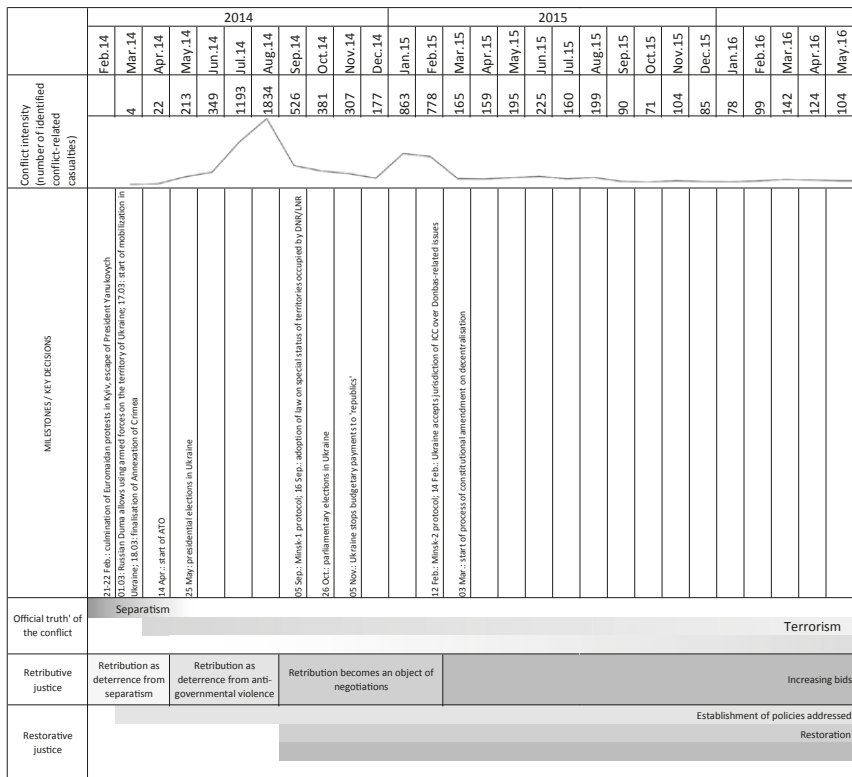 2014
2015
Feb.14
Mar.14
Apr.14
May.14
Jun.14
Jul.14
Aug.14
Sep.14
Oct.14
Nov.14
Dec.14
Jan.15
Feb.15
Mar.15
Apr.15
May.15
Jun.15
Jul.15
Aug.15
Sep.15
Oct.15
Nov.15
Dec.15
Jan.16
Feb.16
Mar.16
Apr.16
May.16
Conflict intensity
(number of identified
conflict-related
casualties)
4
22
213
349
1193
1834
526
381
307
177
863
778
165
159
195
225
160
199
90
71
104
85
78
99
142
124
104
MILESTONES / KEY DECISIONS
21-22 Feb.: culmination of Euromaidan protests in Kyiv, escape of President Yanukovych
01.03: Russian Duma allows using armed forces on the territory of Ukraine; 17.03: start of mobilization in
Ukraine; 18.03: finalisation of Annexation of Crimea
14 Apr.: start of ATO
25 May: presidential elections in Ukraine
05 Sep.: Minsk-1 protocol; 16 Sep.: adoption of law on special status of territories occupied by DNR/LNR
26 Oct.: parliamentary elections in Ukraine
05 Nov.: Ukraine stops budgetary payments to 'republics'
12 Feb.: Minsk-2 protocol; 14 Feb.: Ukraine accepts jurisdiction of ICC over Donbas-related issues
03 Mar.: start of process of constitutional amendment on decentralisation
Official truth' of
the conflict
Separatism
Terrorism
Retributive
justice
Retribution as
deterrence from
separatism
Retribution as
deterrence from anti-
governmental violence
Retribution becomes an object of
negotiations
Increasing bids
Restorative
justice
Establishment of policies addressed
Restoration